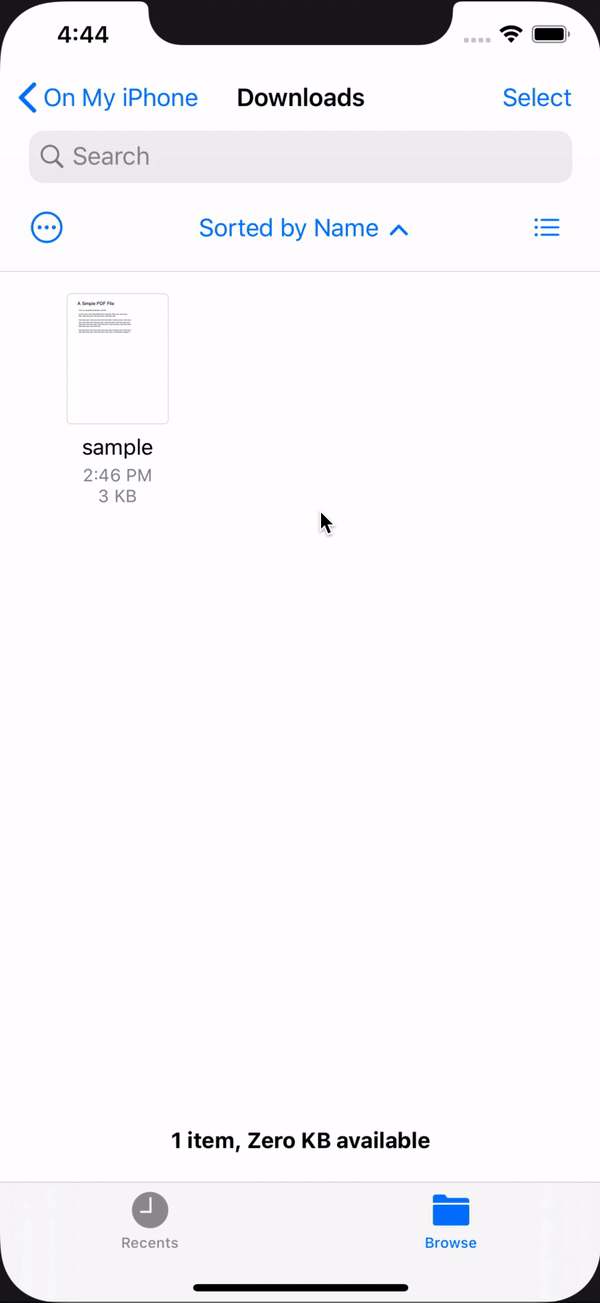 4:44
On My iPhone Downloads Select
Search
Sorted by Name
A Simple PDF File
sample
2:46 PM
3 KB
1 item, Zero KB available
Recents Browse